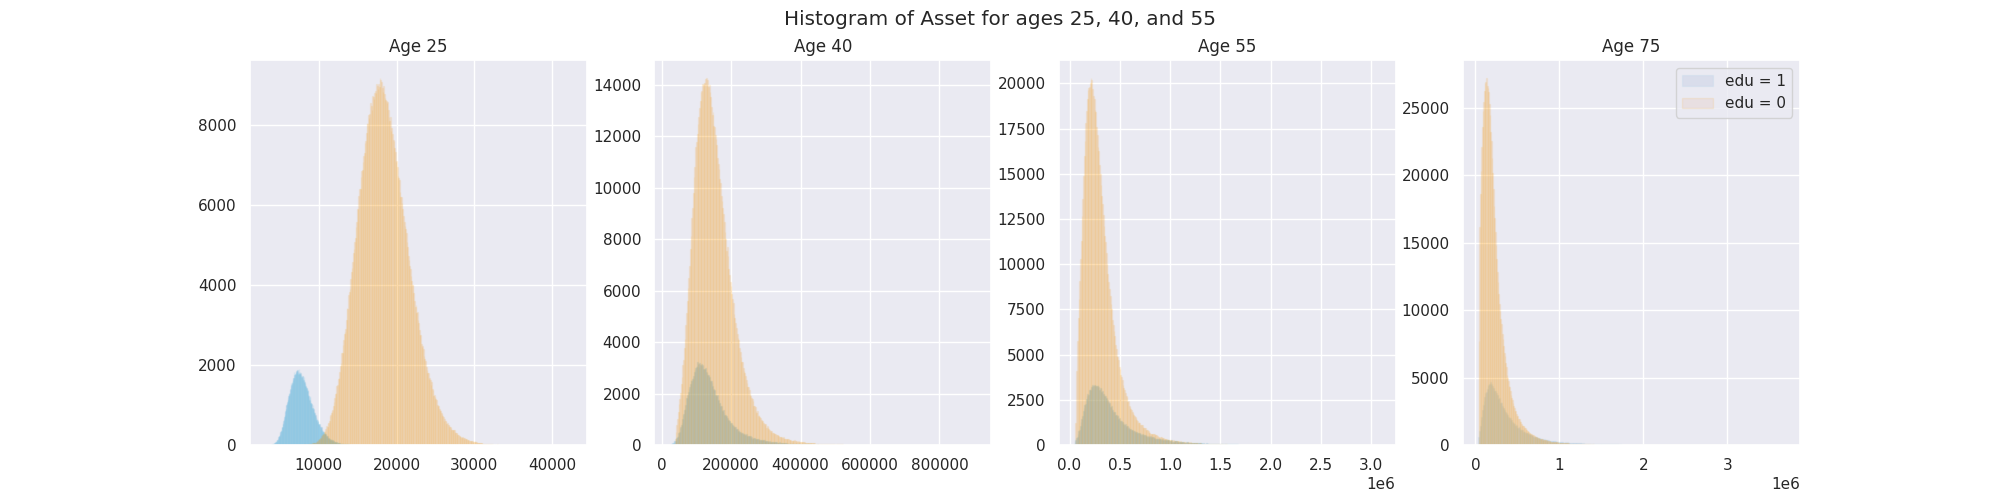 Histogram of Asset for ages 25, 40, and 55
Age 25
8000
6000
4000
2000
0
10000 20000 30000 40000
Age 40
14000
12000
10000
8000
6000
4000
2000
0
0 200000 400000 600000 800000
Age 55
20000
17500
15000
12500
10000
7500
5000
2500
0
0.0 0.5 1.0 1.5 2.0 2.5 3.0
1e6
Age 75
edu = 1
edu = 0
25000
20000
15000
10000
5000
0
0 1 2 3
1e6